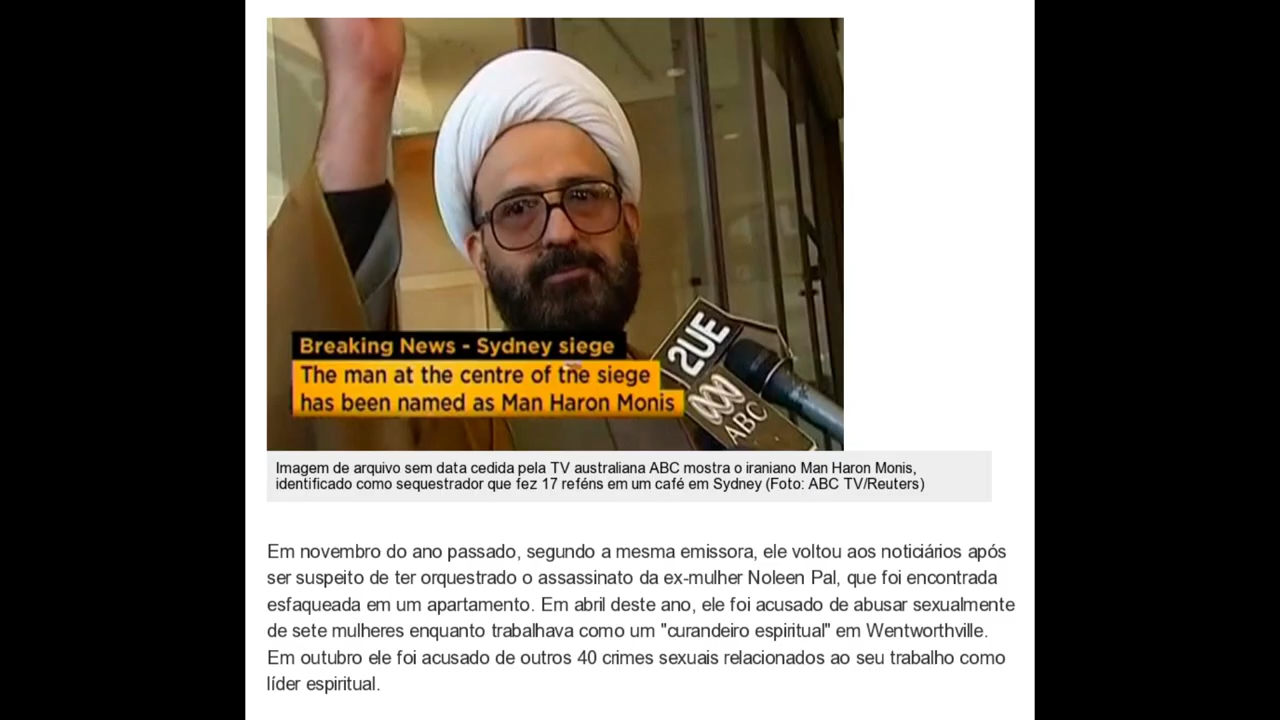 Breaking News - Sydney siege
The man at the centre of the siege
has been named as Man Haron Monis
2UE
ABC
Imagem de arquivo sem data cedida pela TV australiana ABC mostra o iraniano Man Haron Monis,
identificado como sequestrador que fez 17 reféns em um café em Sydney (Foto: ABC TV/Reuters)
Em novembro do ano passado, segundo a mesma emissora, ele voltou aos noticiários após
ser suspeito de ter orquestrado o assassinato da ex-mulher Noleen Pal, que foi encontrada
esfaqueada em um apartamento. Em abril deste ano, ele foi acusado de abusar sexualmente
de sete mulheres enquanto trabalhava como um "curandeiro espiritual" em Wentworthville.
Em outubro ele foi acusado de outros 40 crimes sexuais relacionados ao seu trabalho como
líder espiritual.